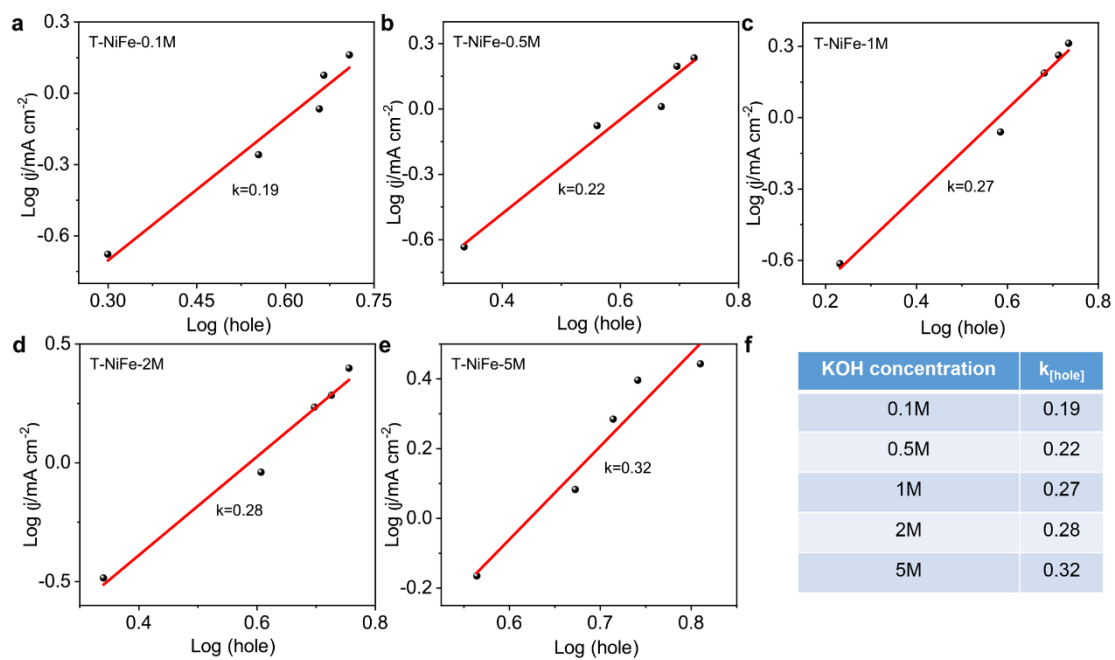 a
T-NiFe-0.1M
k=0.19
Log (j/mA cm-2)
0.3
0.0
-0.3
-0.6
0.30 0.45 0.60 0.75
Log (hole)
b
T-NiFe-0.5M
k=0.22
Log (j/mA cm-2)
0.3
0.0
-0.3
-0.6
0.4 0.6 0.8
Log (hole)
c
T-NiFe-1M
k=0.27
Log (j/mA cm-2)
0.3
0.0
-0.3
-0.6
0.2 0.4 0.6 0.8
Log (hole)
d
T-NiFe-2M
k=0.28
Log (j/mA cm-2)
0.5
0.0
-0.5
0.4 0.6 0.8
Log (hole)
e
T-NiFe-5M
k=0.32
Log (j/mA cm-2)
0.4
0.2
0.0
-0.2
0.6 0.7 0.8
Log (hole)
f
KOH concentration k[hole]
0.1M 0.19
0.5M 0.22
1M 0.27
2M 0.28
5M 0.32